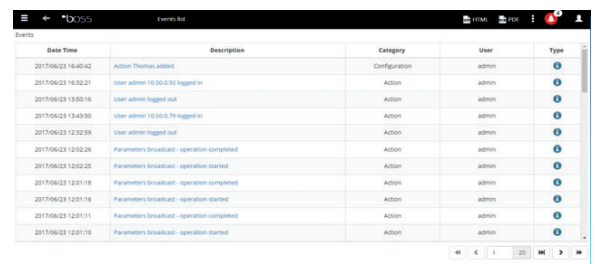 boss Events list HTML PDF 4
Events
Date Time Description Category User Type
2017/06/23 16:40:42 Action Thomas added Configuration admin
2017/06/23 16:32:21 User admin 10.50.0.92 logged in Action admin
2017/06/23 13:50:16 User admin logged out Action admin
2017/06/23 13:43:50 User admin 10.50.0.79 logged in Action admin
2017/06/23 12:32:59 User admin logged out Action admin
2017/06/23 12:02:26 Parameters broadcast - operation completed Action admin
2017/06/23 12:02:25 Parameters broadcast - operation started Action admin
2017/06/23 12:01:18 Parameters broadcast - operation completed Action admin
2017/06/23 12:01:16 Parameters broadcast - operation started Action admin
2017/06/23 12:01:11 Parameters broadcast - operation completed Action admin
2017/06/23 12:01:10 Parameters broadcast - operation started Action admin
1 20